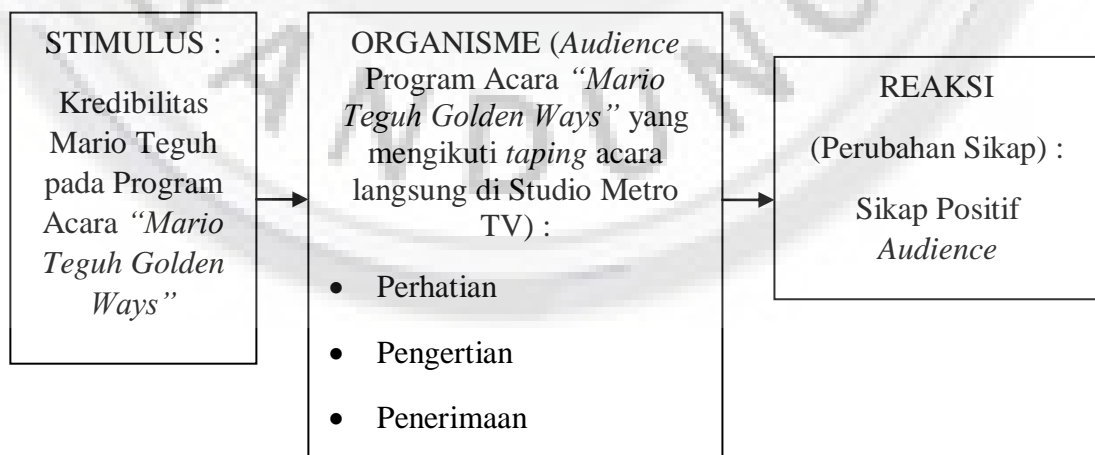 STIMULUS :
Kredibilitas
Mario Teguh
pada Program
Acara “Mario
Teguh Golden
Ways”
ORGANISME (Audience
Program Acara “Mario
Teguh Golden Ways” yang
mengikuti taping acara
langsung di Studio Metro
TV) :
• Perhatian
• Pengertian
• Penerimaan
REAKSI
(Perubahan Sikap) :
Sikap Positif
Audience